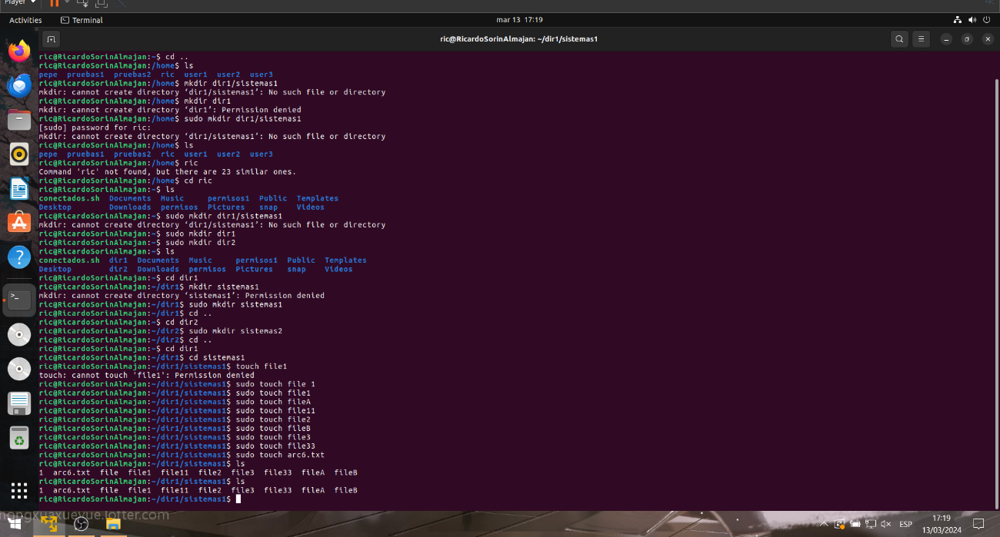 Player
Activities
Terminal
mar 13 17:19
ric@RicardoSorinAlmajan: ~/dir1/sistemas1
ric@RicardoSorinAlmajan:~$ cd ..
ric@RicardoSorinAlmajan:/home$ ls
pepe pruebas1 pruebas2 ric user1 user2 user3
ric@RicardoSorinAlmajan:/home$ mkdir dir1/sistemas1
mkdir: cannot create directory ‘dir1/sistemas1’: No such file or directory
ric@RicardoSorinAlmajan:/home$ mkdir dir1
mkdir: cannot create directory ‘dir1’: Permission denied
ric@RicardoSorinAlmajan:/home$ sudo mkdir dir1/sistemas1
[sudo] password for ric:
mkdir: cannot create directory ‘dir1/sistemas1’: No such file or directory
ric@RicardoSorinAlmajan:/home$ ls
pepe pruebas1 pruebas2 ric user1 user2 user3
ric@RicardoSorinAlmajan:/home$ ric
Command 'ric' not found, but there are 23 similar ones.
ric@RicardoSorinAlmajan:/home$ cd ric
ric@RicardoSorinAlmajan:~$ ls
conectados.sh Documents Music permisos1 Public Templates
Desktop Downloads permisos Pictures snap Videos
ric@RicardoSorinAlmajan:~$ sudo mkdir dir1/sistemas1
mkdir: cannot create directory ‘dir1/sistemas1’: No such file or directory
ric@RicardoSorinAlmajan:~$ sudo mkdir dir1
ric@RicardoSorinAlmajan:~$ sudo mkdir dir2
ric@RicardoSorinAlmajan:~$ ls
conectados.sh dir1 Documents Music permisos1 Public Templates
Desktop dir2 Downloads permisos Pictures snap Videos
ric@RicardoSorinAlmajan:~$ cd dir1
ric@RicardoSorinAlmajan:~/dir1$ mkdir sistemas1
mkdir: cannot create directory ‘sistemas1’: Permission denied
ric@RicardoSorinAlmajan:~/dir1$ sudo mkdir sistemas1
ric@RicardoSorinAlmajan:~/dir1$ cd ..
ric@RicardoSorinAlmajan:~$ cd dir2
ric@RicardoSorinAlmajan:~/dir2$ sudo mkdir sistemas2
ric@RicardoSorinAlmajan:~/dir2$ cd ..
ric@RicardoSorinAlmajan:~$ cd dir1
ric@RicardoSorinAlmajan:~/dir1$ cd sistemas1
ric@RicardoSorinAlmajan:~/dir1/sistemas1$ touch file1
touch: cannot touch 'file1': Permission denied
ric@RicardoSorinAlmajan:~/dir1/sistemas1$ sudo touch file 1
ric@RicardoSorinAlmajan:~/dir1/sistemas1$ sudo touch file1
ric@RicardoSorinAlmajan:~/dir1/sistemas1$ sudo touch fileA
ric@RicardoSorinAlmajan:~/dir1/sistemas1$ sudo touch file11
ric@RicardoSorinAlmajan:~/dir1/sistemas1$ sudo touch file2
ric@RicardoSorinAlmajan:~/dir1/sistemas1$ sudo touch fileB
ric@RicardoSorinAlmajan:~/dir1/sistemas1$ sudo touch file3
ric@RicardoSorinAlmajan:~/dir1/sistemas1$ sudo touch file33
ric@RicardoSorinAlmajan:~/dir1/sistemas1$ sudo touch arc6.txt
ric@RicardoSorinAlmajan:~/dir1/sistemas1$ ls
1 arc6.txt file file1 file11 file2 file3 file33 fileA fileB
ric@RicardoSorinAlmajan:~/dir1/sistemas1$ ls
1 arc6.txt file file1 file11 file2 file3 file33 fileA fileB
ric@RicardoSorinAlmajan:~/dir1/sistemas1$
ESP
17:19
13/03/2024